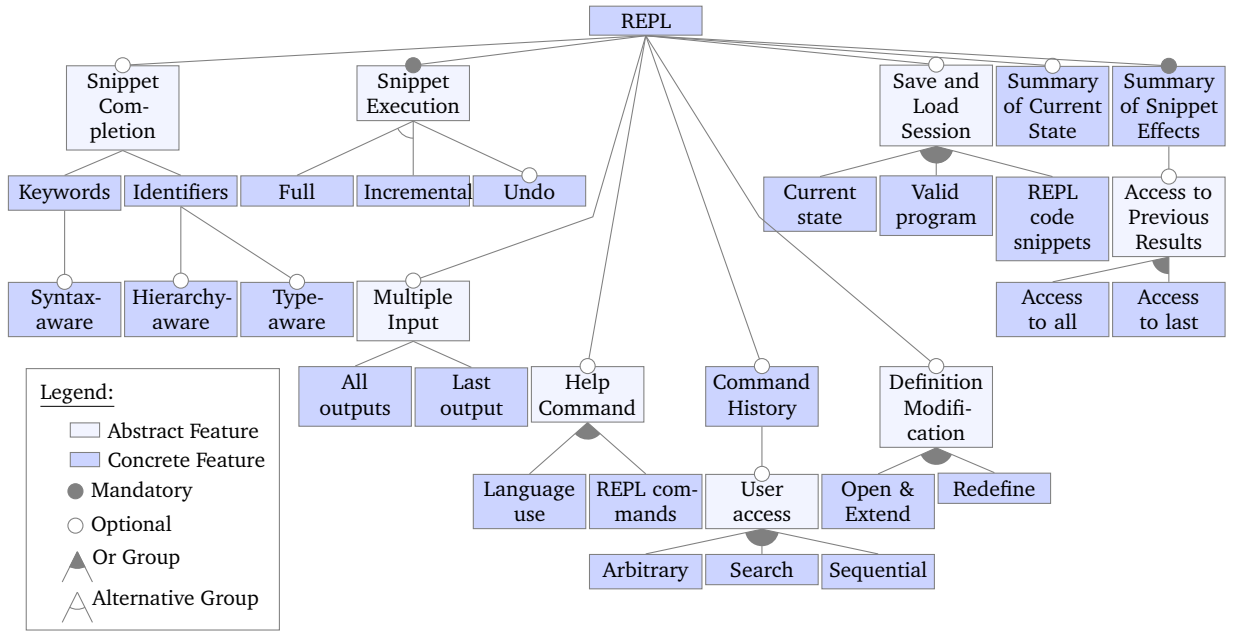 REPL
Snippet
Com-
pletion
Snippet
Execution
Save and
Load
Session
Summary
of Current
State
Summary
of Snippet
Effects
Keywords
Identifiers
Full
Incremental
Undo
Current
state
Valid
program
REPL
code
snippets
Access to
Previous
Results
Syntax-
aware
Hierarchy-
aware
Type-
aware
Multiple
Input
Access
to all
Access
to last
All
outputs
Last
output
Help
Command
Command
History
Definition
Modifi-
cation
Language
use
REPL com-
mands
User
access
Open &
Extend
Redefine
Arbitrary
Search
Sequential
Legend:
Abstract Feature
Concrete Feature
Mandatory
Optional
Or Group
Alternative Group